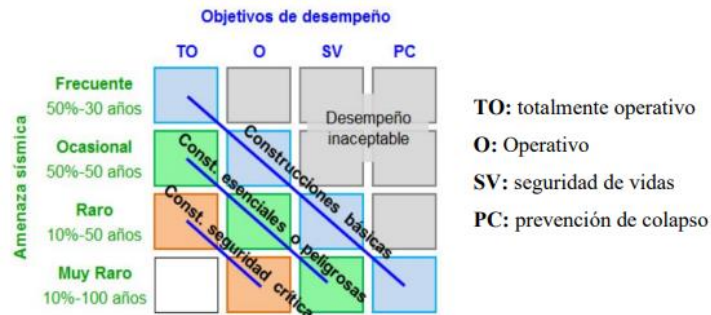 Objetivos de desempeño
TO O SV PC
Amenaza sísmica
Frecuente
50%-30 años
Ocasional
50%-50 años
Raro
10%-50 años
Muy Raro
10%-100 años
Desempeño
inaceptable
Construcciones básicas
Const. esenciales o peligrosas
Const. seguridad crítica
TO: totalmente operativo
O: Operativo
SV: seguridad de vidas
PC: prevención de colapso